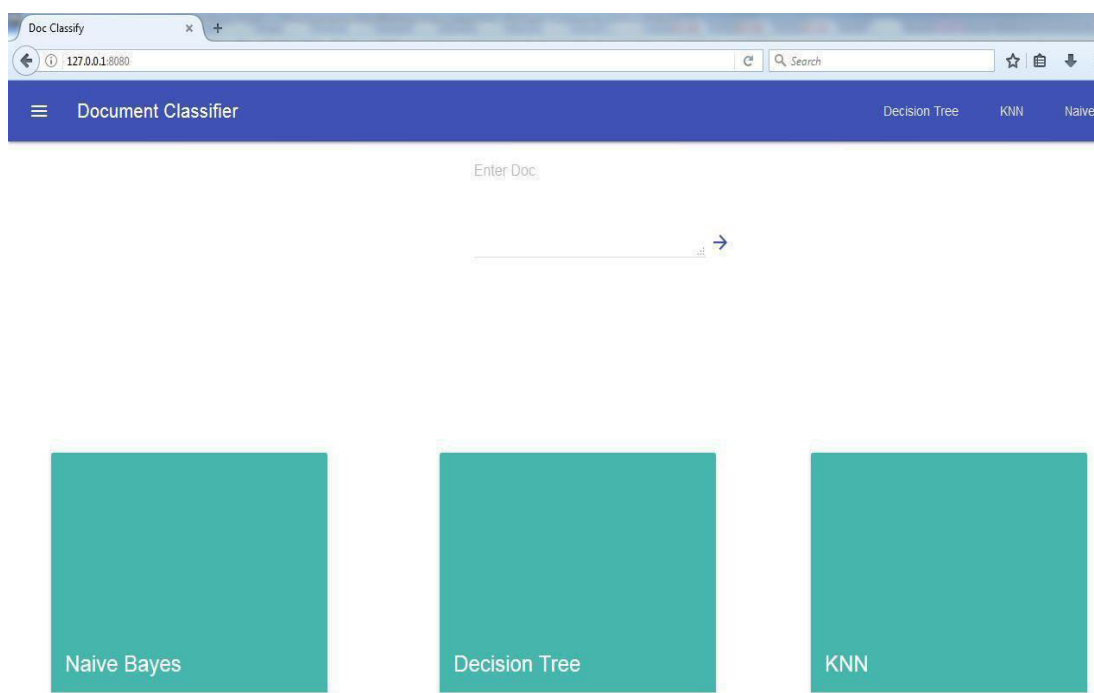 Doc Classify
127.0.0.1:8080
Search
Document Classifier
Decision Tree
KNN
Naive
Enter Doc
Naive Bayes
Decision Tree
KNN